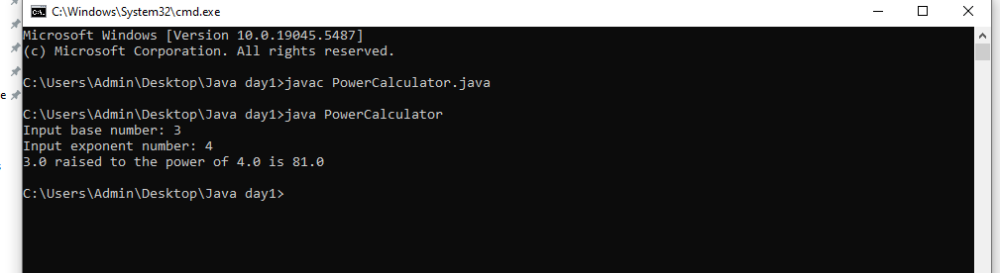 C:\Windows\System32\cmd.exe
Microsoft Windows [Version 10.0.19045.5487]
(c) Microsoft Corporation. All rights reserved.
C:\Users\Admin\Desktop\Java day1>javac PowerCalculator.java
e
C:\Users\Admin\Desktop\Java day1>java PowerCalculator
Input base number: 3
Input exponent number: 4
3.0 raised to the power of 4.0 is 81.0
C:\Users\Admin\Desktop\Java day1>